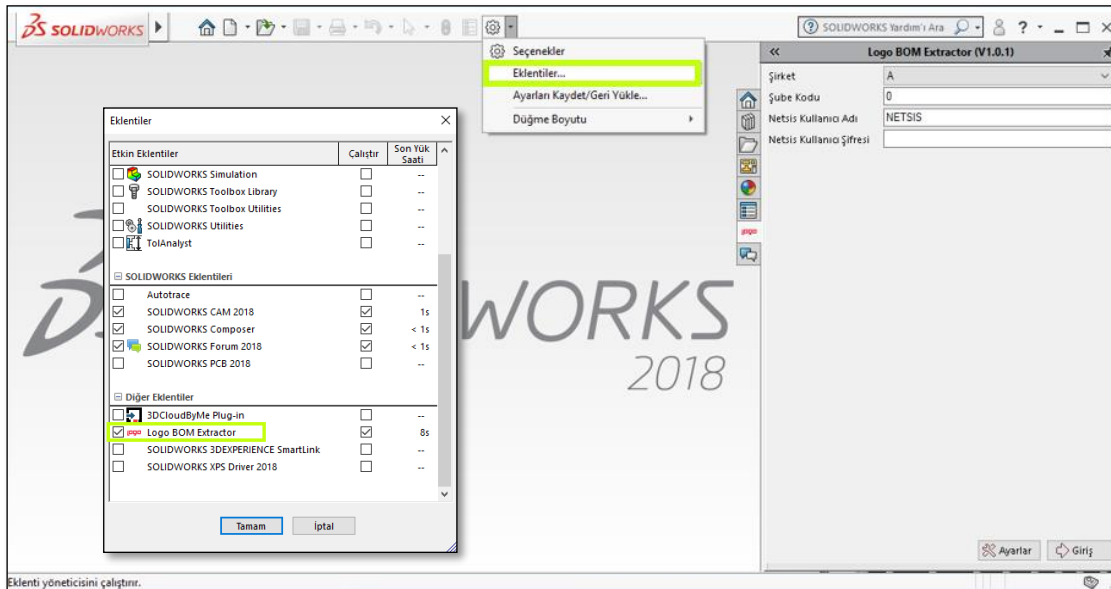 SOLIDWORKS
SOLIDWORKS Yardım'ı Ara
?
Seçenekler
Eklentiler...
Ayarları Kaydet/Geri Yükle...
Düğme Boyutu
Logo BOM Extractor (V1.0.1)
Şirket A
Şube Kodu 0
Netsis Kullanıcı Adı NETSIS
Netsis Kullanıcı Şifresi
logo
Eklentiler
Etkin Eklentiler Çalıştır Son Yük Saati
SOLIDWORKS Simulation --
SOLIDWORKS Toolbox Library --
SOLIDWORKS Toolbox Utilities --
SOLIDWORKS Utilities --
TolAnalyst --
SOLIDWORKS Eklentileri
Autotrace --
SOLIDWORKS CAM 2018 1s
SOLIDWORKS Composer < 1s
SOLIDWORKS Forum 2018 < 1s
SOLIDWORKS PCB 2018 --
Diğer Eklentiler
3DCloudByMe Plug-in --
logo Logo BOM Extractor 8s
SOLIDWORKS 3DEXPERIENCE SmartLink --
SOLIDWORKS XPS Driver 2018 --
Tamam İptal
WORKS
2018
Ayarlar Giriş
Eklenti yöneticisini çalıştırır.